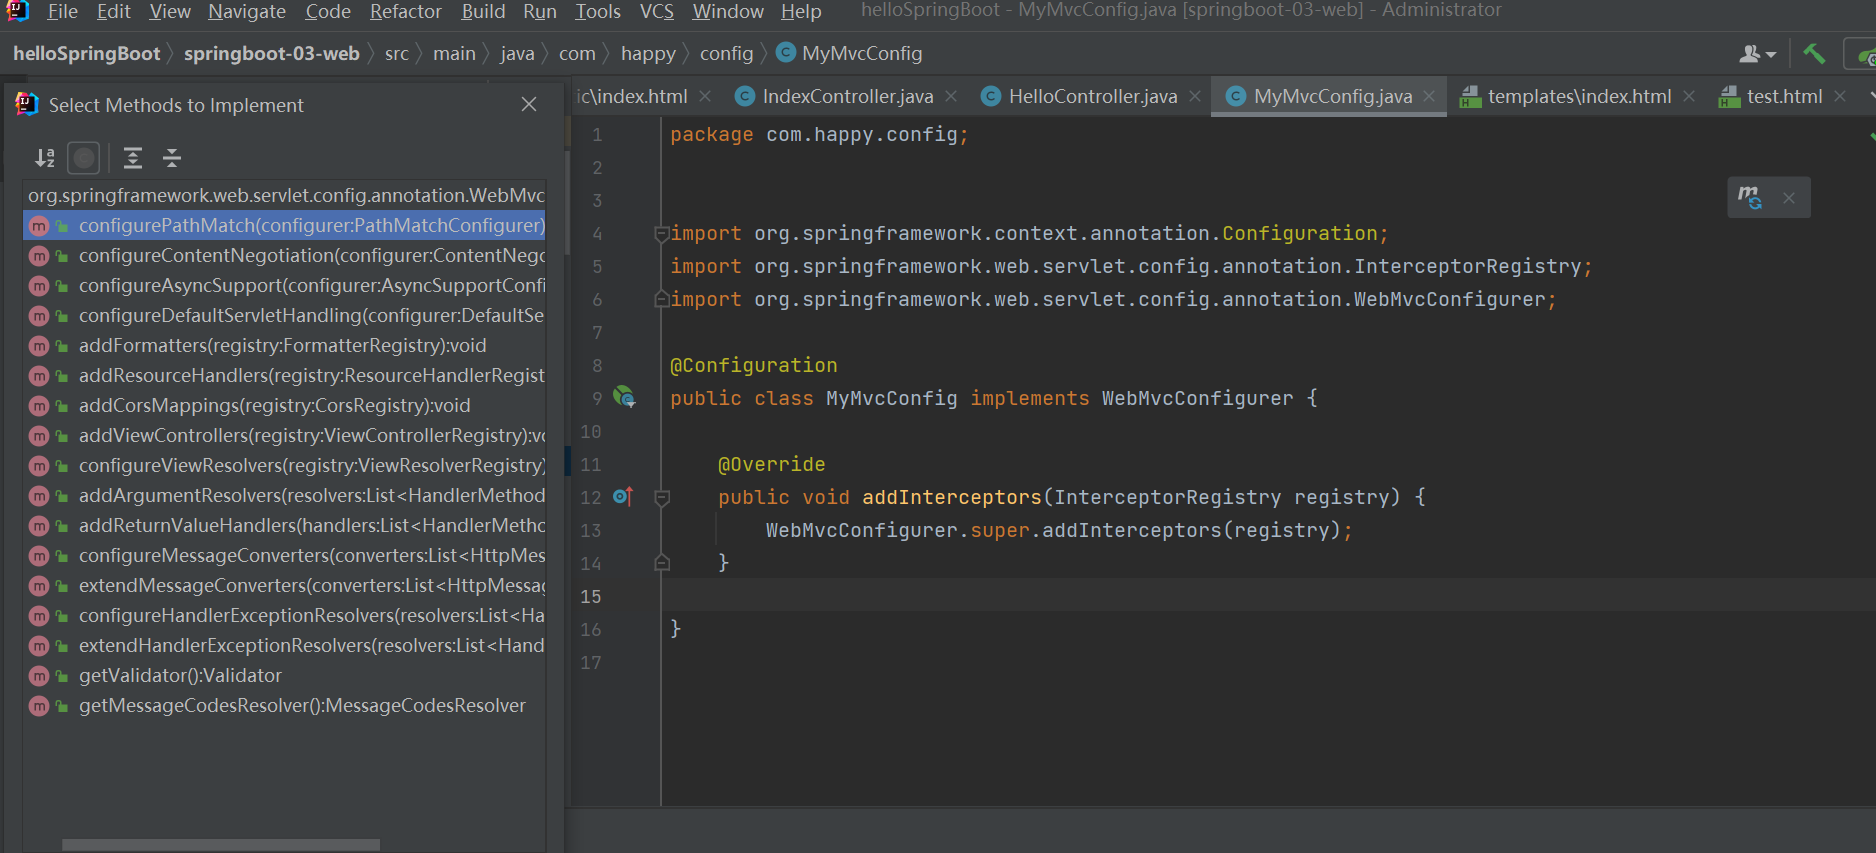 File Edit View Navigate Code Refactor Build Run Tools VCS Window Help helloSpringBoot - MyMvcConfig.java [springboot-03-web] - Administrator
helloSpringBoot springboot-03-web src main java com happy config MyMvcConfig
Select Methods to Implement
ic\index.html IndexController.java HelloController.java MyMvcConfig.java templates\index.html test.html
org.springframework.web.servlet.config.annotation.WebMvc
configurePathMatch(configurer:PathMatchConfigurer)
configureContentNegotiation(configurer:ContentNego
configureAsyncSupport(configurer:AsyncSupportConfi
configureDefaultServletHandling(configurer:DefaultSe
addFormatters(registry:FormatterRegistry):void
addResourceHandlers(registry:ResourceHandlerRegist
addCorsMappings(registry:CorsRegistry):void
addViewControllers(registry:ViewControllerRegistry):vo
configureViewResolvers(registry:ViewResolverRegistry)
addArgumentResolvers(resolvers:List<HandlerMethod
addReturnValueHandlers(handlers:List<HandlerMetho
configureMessageConverters(converters:List<HttpMes
extendMessageConverters(converters:List<HttpMessag
configureHandlerExceptionResolvers(resolvers:List<Ha
extendHandlerExceptionResolvers(resolvers:List<Hand
getValidator():Validator
getMessageCodesResolver():MessageCodesResolver
1 package com.happy.config;
2
3
4 import org.springframework.context.annotation.Configuration;
5 import org.springframework.web.servlet.config.annotation.InterceptorRegistry;
6 import org.springframework.web.servlet.config.annotation.WebMvcConfigurer;
7
8 @Configuration
9 public class MyMvcConfig implements WebMvcConfigurer {
10
11 @Override
12 public void addInterceptors(InterceptorRegistry registry) {
13 WebMvcConfigurer.super.addInterceptors(registry);
14 }
15
16 }
17